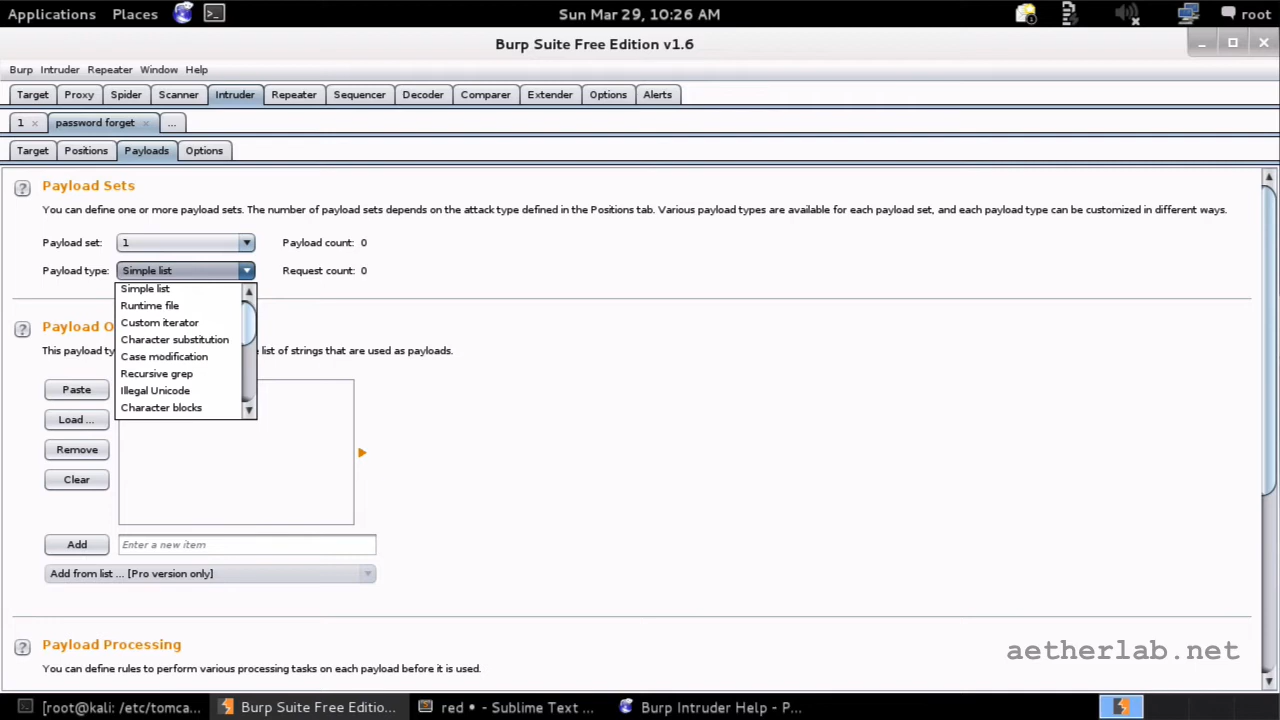 Applications Places Sun Mar 29, 10:26 AM root
Burp Suite Free Edition v1.6
Burp Intruder Repeater Window Help
Target Proxy Spider Scanner Intruder Repeater Sequencer Decoder Comparer Extender Options Alerts
1 × password forget × ...
Target Positions Payloads Options
? Payload Sets
You can define one or more payload sets. The number of payload sets depends on the attack type defined in the Positions tab. Various payload types are available for each payload set, and each payload type can be customized in different ways.
Payload set: 1 Payload count: 0
Payload type: Simple list Request count: 0
Simple list
Runtime file
Custom iterator
Character substitution
Case modification
Recursive grep
Illegal Unicode
Character blocks
? Payload O
This payload ty list of strings that are used as payloads.
Paste
Load ...
Remove
Clear
Add Enter a new item
Add from list ... [Pro version only]
? Payload Processing
You can define rules to perform various processing tasks on each payload before it is used.
aetherlab.net
[root@kali: /etc/tomca... Burp Suite Free Editio... red • - Sublime Text ... Burp Intruder Help - P...